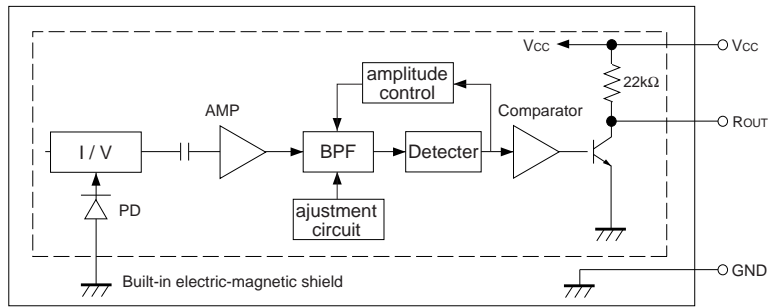 Vcc
Vcc
amplitude
control
22kΩ
AMP
Comparator
ROUT
I / V
BPF
Detecter
PD
ajustment
circuit
GND
Built-in electric-magnetic shield